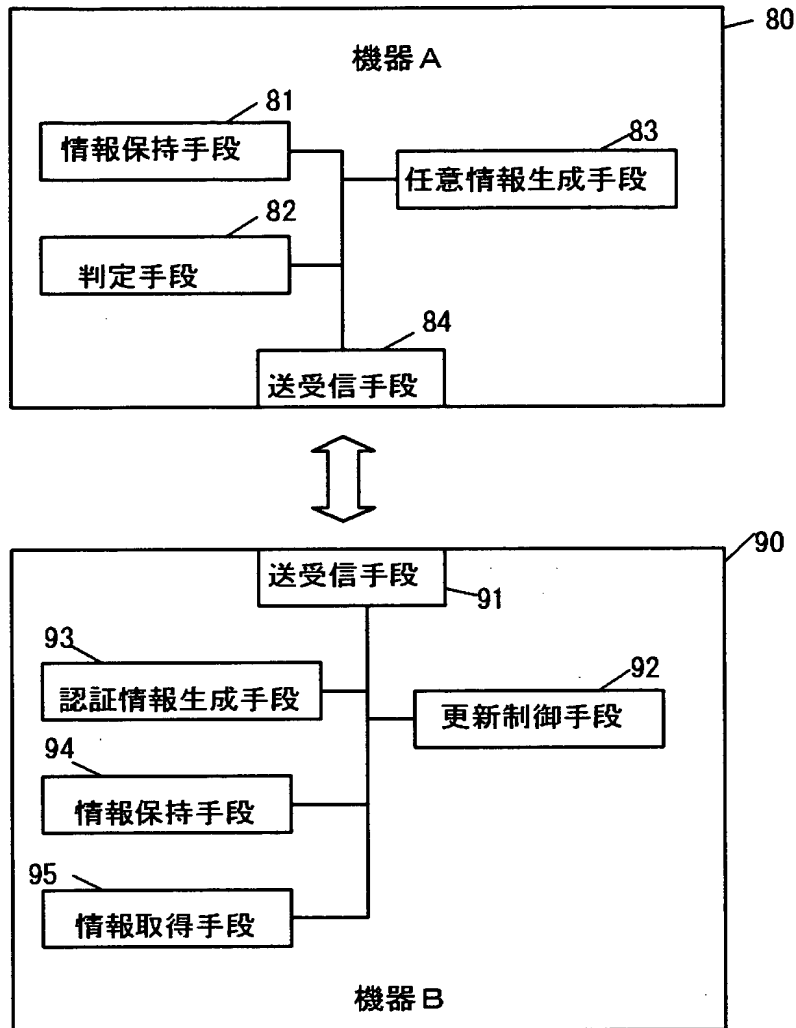 80
機器A
81
情報保持手段
83
任意情報生成手段
82
判定手段
84
送受信手段
90
送受信手段
91
93
認証情報生成手段
92
更新制御手段
94
情報保持手段
95
情報取得手段
機器B